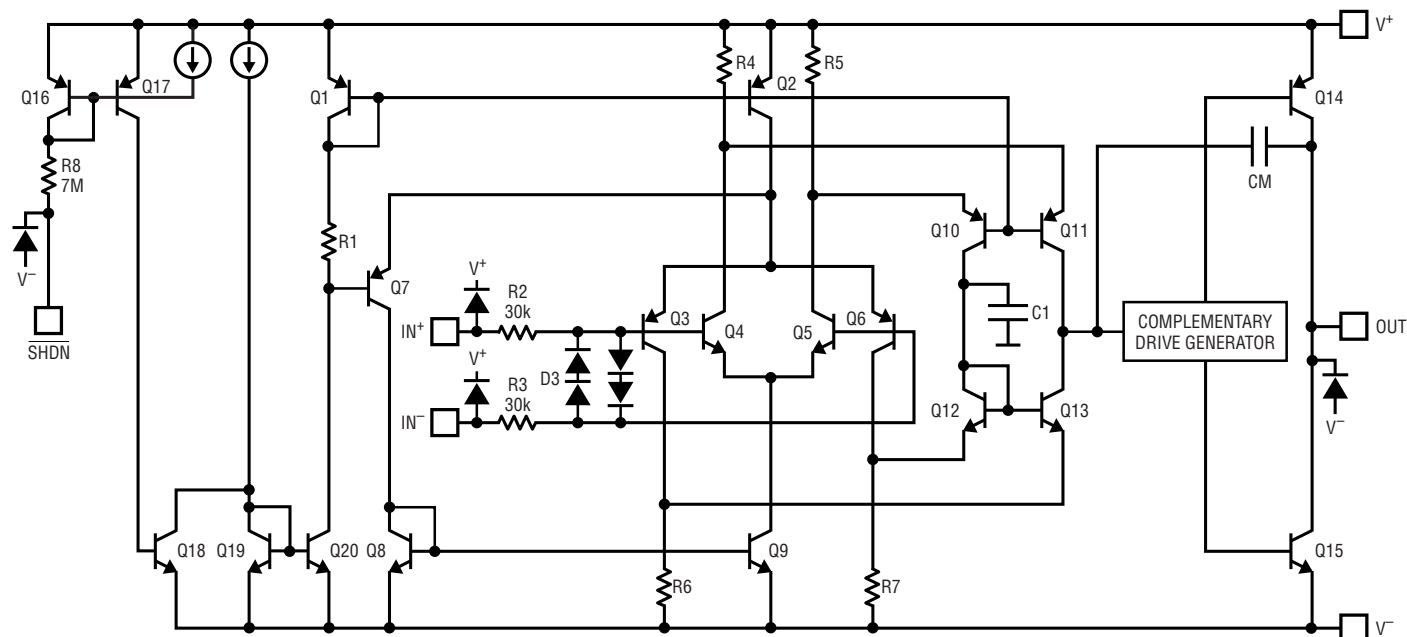 V+
R4
R5
Q16
Q17
Q1
Q2
Q14
R8
7M
CM
V−
R1
Q10
Q11
Q7
V+
R2
30k
Q3
Q4
Q5
Q6
C1
IN+
SHDN
COMPLEMENTARY
DRIVE GENERATOR
OUT
V+
D3
R3
30k
IN−
Q12
Q13
V−
Q18
Q19
Q20
Q8
Q9
Q15
R6
R7
V−